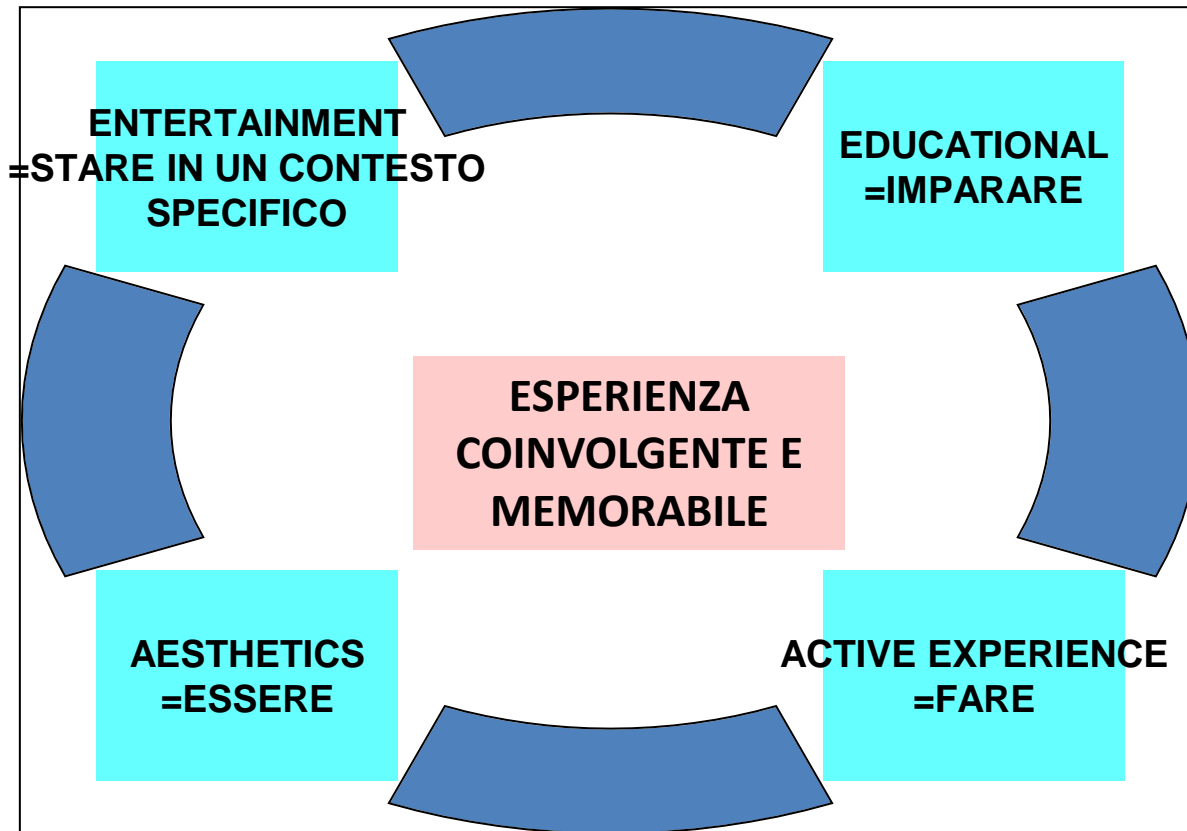 ENTERTAINMENT
=STARE IN UN CONTESTO
SPECIFICO
EDUCATIONAL
=IMPARARE
ESPERIENZA
COINVOLGENTE E
MEMORABILE
AESTHETICS
=ESSERE
ACTIVE EXPERIENCE
=FARE